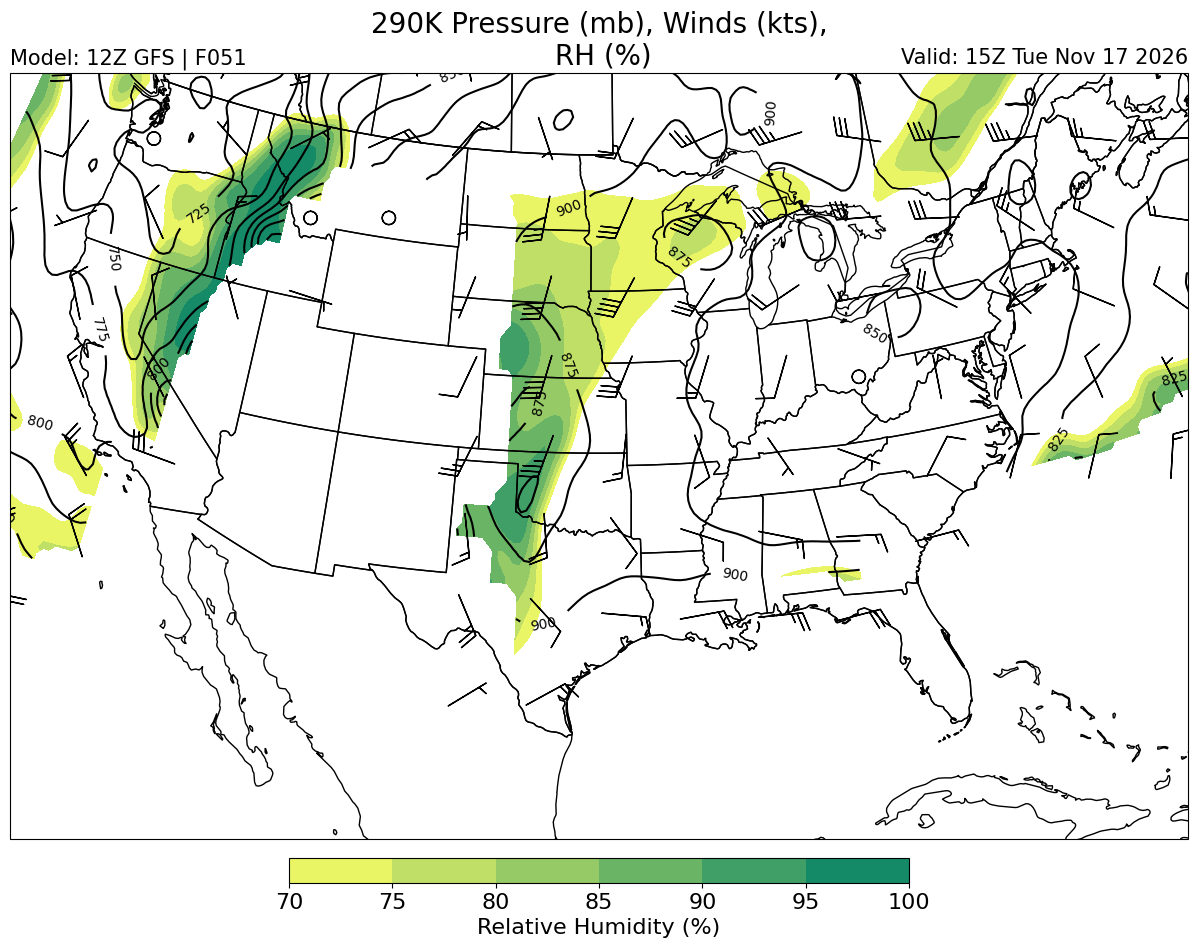 290K Pressure (mb), Winds (kts),
RH (%)
Model: 12Z GFS | F051
Valid: 15Z Tue Nov 17 2026
900
725
900
750
875
775
850
875
800
825
875
800
825
900
900
70 75 80 85 90 95 100
Relative Humidity (%)